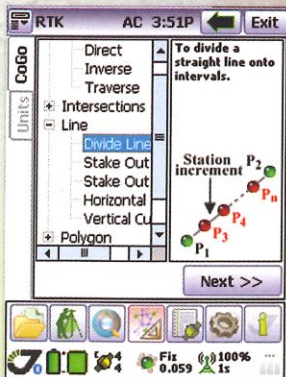 RTK AC 3:51P Exit
CoGo
Units
Direct
Inverse
Traverse
Intersections
Line
Divide Line
Stake Out
Stake Out
Horizontal
Vertical Cu
Polygon
To divide a
straight line onto
intervals.
Station
increment
P2
Pn
P4
P3
P1
Next >>
4
4
Fix
0.059
100%
1s